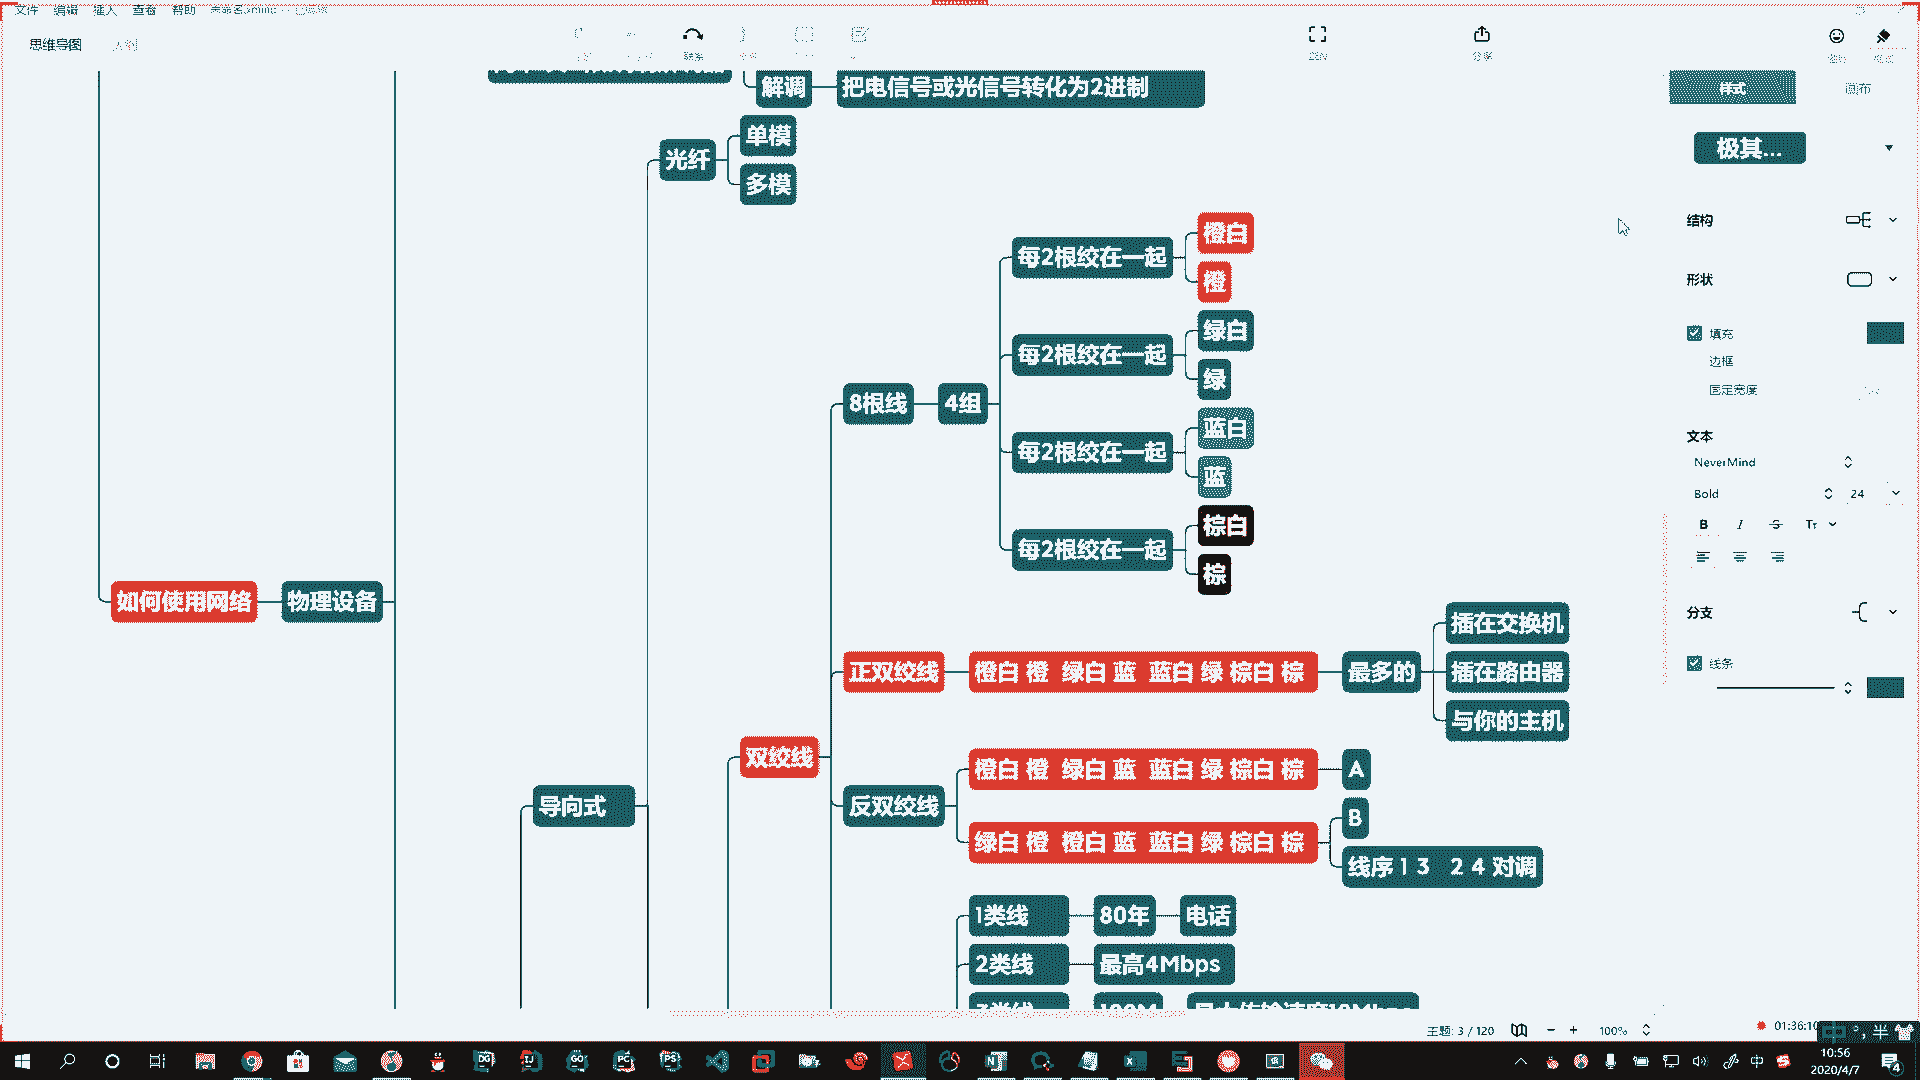 文件 编辑 插入 查看 帮助
思维导图
解调 把电信号或光信号转化为2进制
样式 画布
光纤
单模
多模
极其...
每2根绞在一起
橙白
橙
每2根绞在一起
绿白
绿
8根线 4组
每2根绞在一起
蓝白
蓝
每2根绞在一起
棕白
棕
结构
形状
填充
边框
固定宽度
文本
NeverMind
Bold 24
B I S Tт
分支
线条
如何使用网络 物理设备
正双绞线 橙白 橙 绿白 蓝 蓝白 绿 棕白 棕 最多的
插在交换机
插在路由器
与你的主机
双绞线
导向式
反双绞线
橙白 橙 绿白 蓝 蓝白 绿 棕白 棕 A
绿白 橙 橙白 蓝 蓝白 绿 棕白 棕
B
线序 1 3 2 4 对调
1类线 80年 电话
2类线 最高4Mbps
主题: 3 / 120 100%
01:36:10
半
中
10:56
2020/4/7